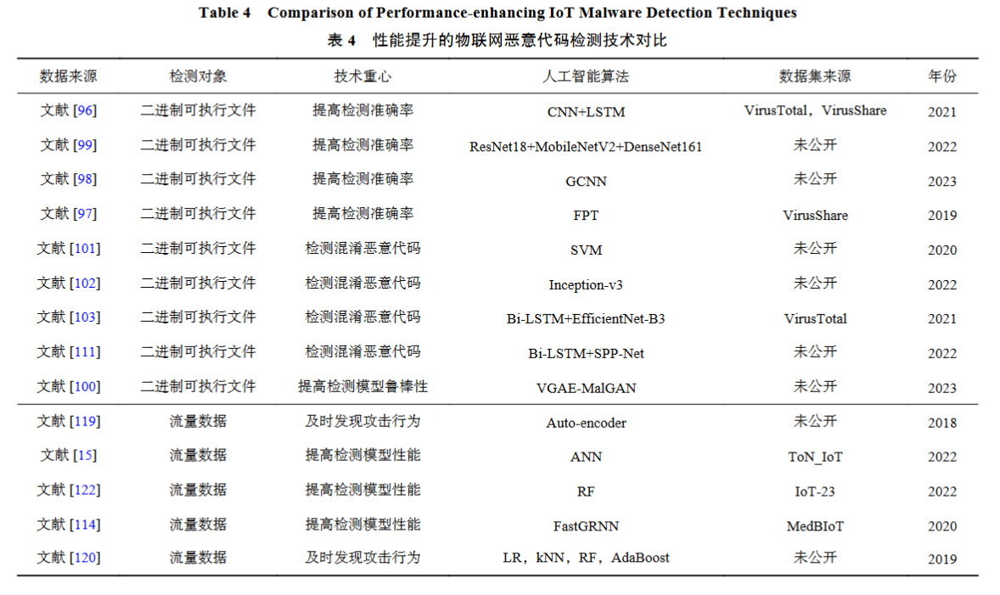 Table 4 Comparison of Performance-enhancing IoT Malware Detection Techniques
表 4 性能提升的物联网恶意代码检测技术对比
数据来源 检测对象 技术重心 人工智能算法 数据集来源 年份
文献 [96] 二进制可执行文件 提高检测准确率 CNN+LSTM VirusTotal，VirusShare 2021
文献 [99] 二进制可执行文件 提高检测准确率 ResNet18+MobileNetV2+DenseNet161 未公开 2022
文献 [98] 二进制可执行文件 提高检测准确率 GCNN 未公开 2023
文献 [97] 二进制可执行文件 提高检测准确率 FPT VirusShare 2019
文献 [101] 二进制可执行文件 检测混淆恶意代码 SVM 未公开 2020
文献 [102] 二进制可执行文件 检测混淆恶意代码 Inception-v3 未公开 2022
文献 [103] 二进制可执行文件 检测混淆恶意代码 Bi-LSTM+EfficientNet-B3 VirusTotal 2021
文献 [111] 二进制可执行文件 检测混淆恶意代码 Bi-LSTM+SPP-Net 未公开 2022
文献 [100] 二进制可执行文件 提高检测模型鲁棒性 VGAE-MalGAN 未公开 2023
文献 [119] 流量数据 及时发现攻击行为 Auto-encoder 未公开 2018
文献 [15] 流量数据 提高检测模型性能 ANN ToN_IoT 2022
文献 [122] 流量数据 提高检测模型性能 RF IoT-23 2022
文献 [114] 流量数据 提高检测模型性能 FastGRNN MedBIoT 2020
文献 [120] 流量数据 及时发现攻击行为 LR，kNN，RF，AdaBoost 未公开 2019